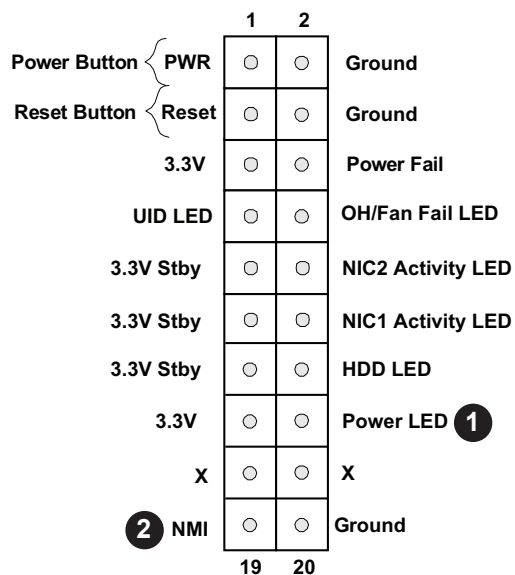 1 2
Power Button PWR Ground
Reset Button Reset Ground
3.3V Power Fail
UID LED OH/Fan Fail LED
3.3V Stby NIC2 Activity LED
3.3V Stby NIC1 Activity LED
3.3V Stby HDD LED
3.3V Power LED 1
X X
2 NMI Ground
19 20